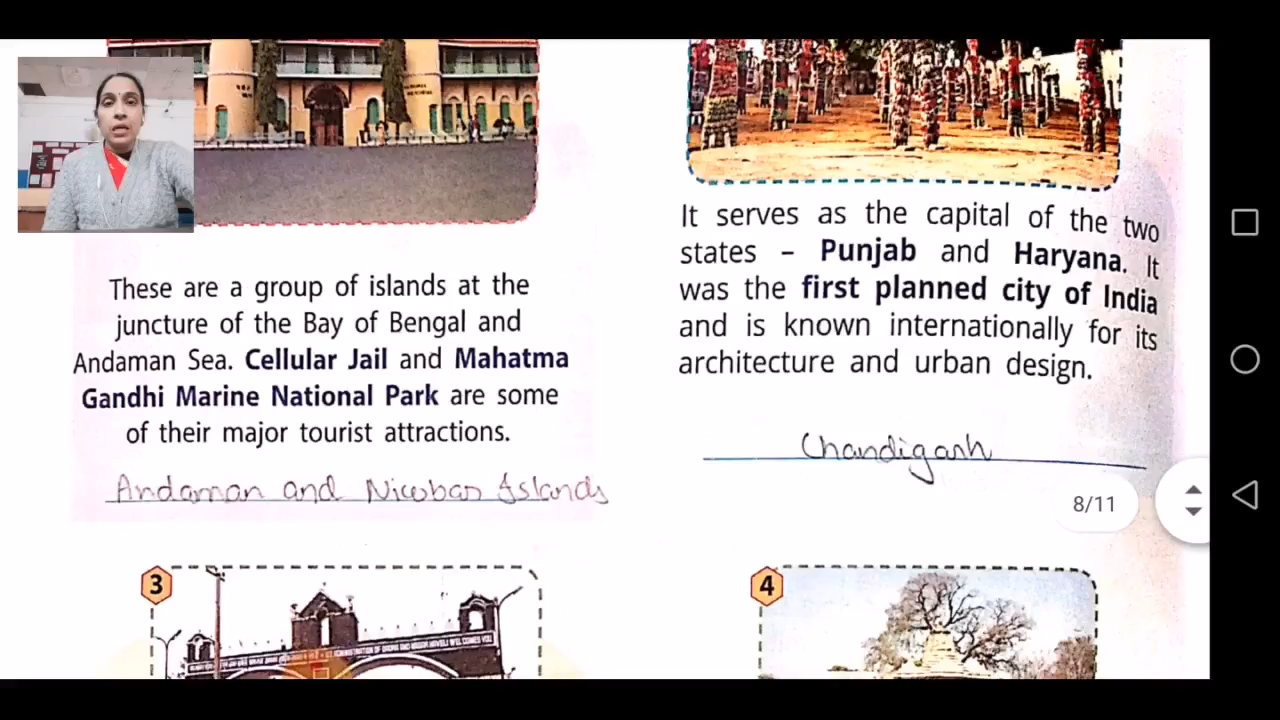 These are a group of islands at the
juncture of the Bay of Bengal and
Andaman Sea. Cellular Jail and Mahatma
Gandhi Marine National Park are some
of their major tourist attractions.
Andaman and Nicobar Islands
It serves as the capital of the two
states – Punjab and Haryana. It
was the first planned city of India
and is known internationally for its
architecture and urban design.
Chandigarh
8/11
3
4